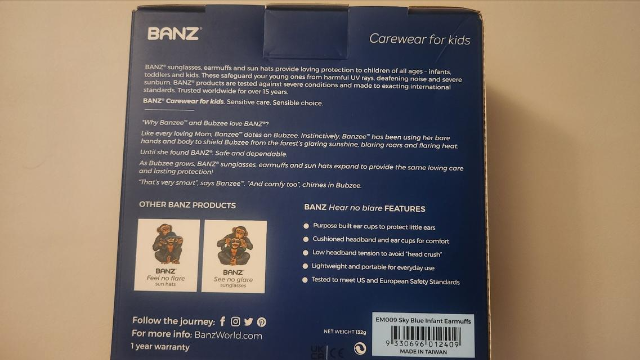 BANZ®
Carewear for kids
BANZ® sunglasses, earmuffs and sun hats provide loving protection to children of all ages - infants,
toddlers and kids. These safeguard your young ones from harmful UV rays, deafening noise and severe
sunburn. BANZ® products are tested against severe conditions and made to exacting international
standards. Trusted worldwide for over 15 years.
BANZ® Carewear for kids. Sensitive care. Sensible choice.
"Why Banzee™ and Bubzee love BANZ®?
Like every loving Mom, Banzee™ dotes on Bubzee. Instinctively, Banzee™ has been using her bare
hands and body to shield Bubzee from the forest's glaring sunshine, blaring roars and flaring heat.
Until she found BANZ®. Safe and dependable.
As Bubzee grows, BANZ® sunglasses, earmuffs and sun hats expand to provide the same loving care
and lasting protection!
"That's very smart", says Banzee™, "And comfy too", chimes in Bubzee.
OTHER BANZ PRODUCTS
BANZ®
Feel no flare
sun hats
BANZ®
See no glare
sunglasses
BANZ Hear no blare FEATURES
Purpose built ear cups to protect little ears
Cushioned headband and ear cups for comfort
Low headband tension to avoid "head crush"
Lightweight and portable for everyday use
Tested to meet US and European Safety Standards
Follow the journey:
For more info: BanzWorld.com
1 year warranty
NET WEIGHT 132g
UK CA CE
EM009 Sky Blue Infant Earmuffs
9 330696 012409
MADE IN TAIWAN